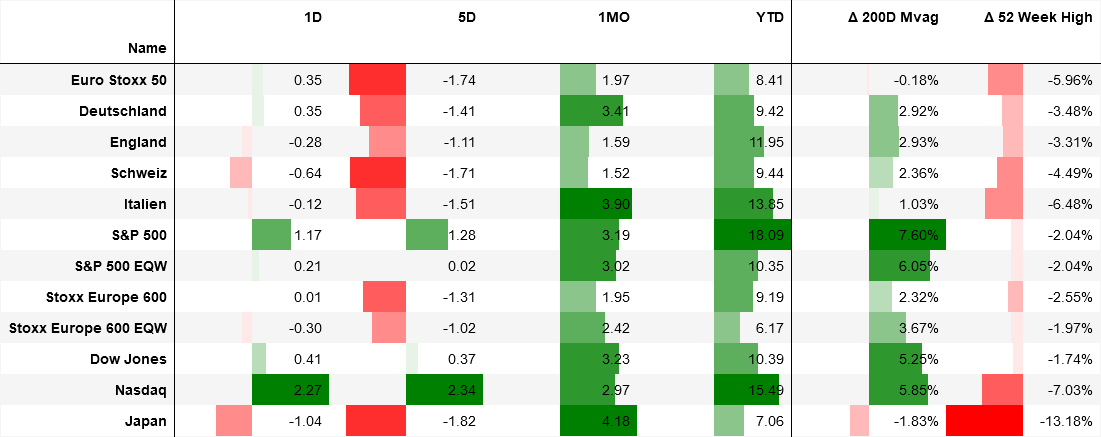 1D 5D 1MO YTD Δ 200D Mvag Δ 52 Week High
Name
Euro Stoxx 50 0.35 -1.74 1.97 8.41 -0.18% -5.96%
Deutschland 0.35 -1.41 3.41 9.42 2.92% -3.48%
England -0.28 -1.11 1.59 11.95 2.93% -3.31%
Schweiz -0.64 -1.71 1.52 9.44 2.36% -4.49%
Italien -0.12 -1.51 3.90 13.85 1.03% -6.48%
S&P 500 1.17 1.28 3.19 18.09 7.60% -2.04%
S&P 500 EQW 0.21 0.02 3.02 10.35 6.05% -2.04%
Stoxx Europe 600 0.01 -1.31 1.95 9.19 2.32% -2.55%
Stoxx Europe 600 EQW -0.30 -1.02 2.42 6.17 3.67% -1.97%
Dow Jones 0.41 0.37 3.23 10.39 5.25% -1.74%
Nasdaq 2.27 2.34 2.97 15.49 5.85% -7.03%
Japan -1.04 -1.82 4.18 7.06 -1.83% -13.18%